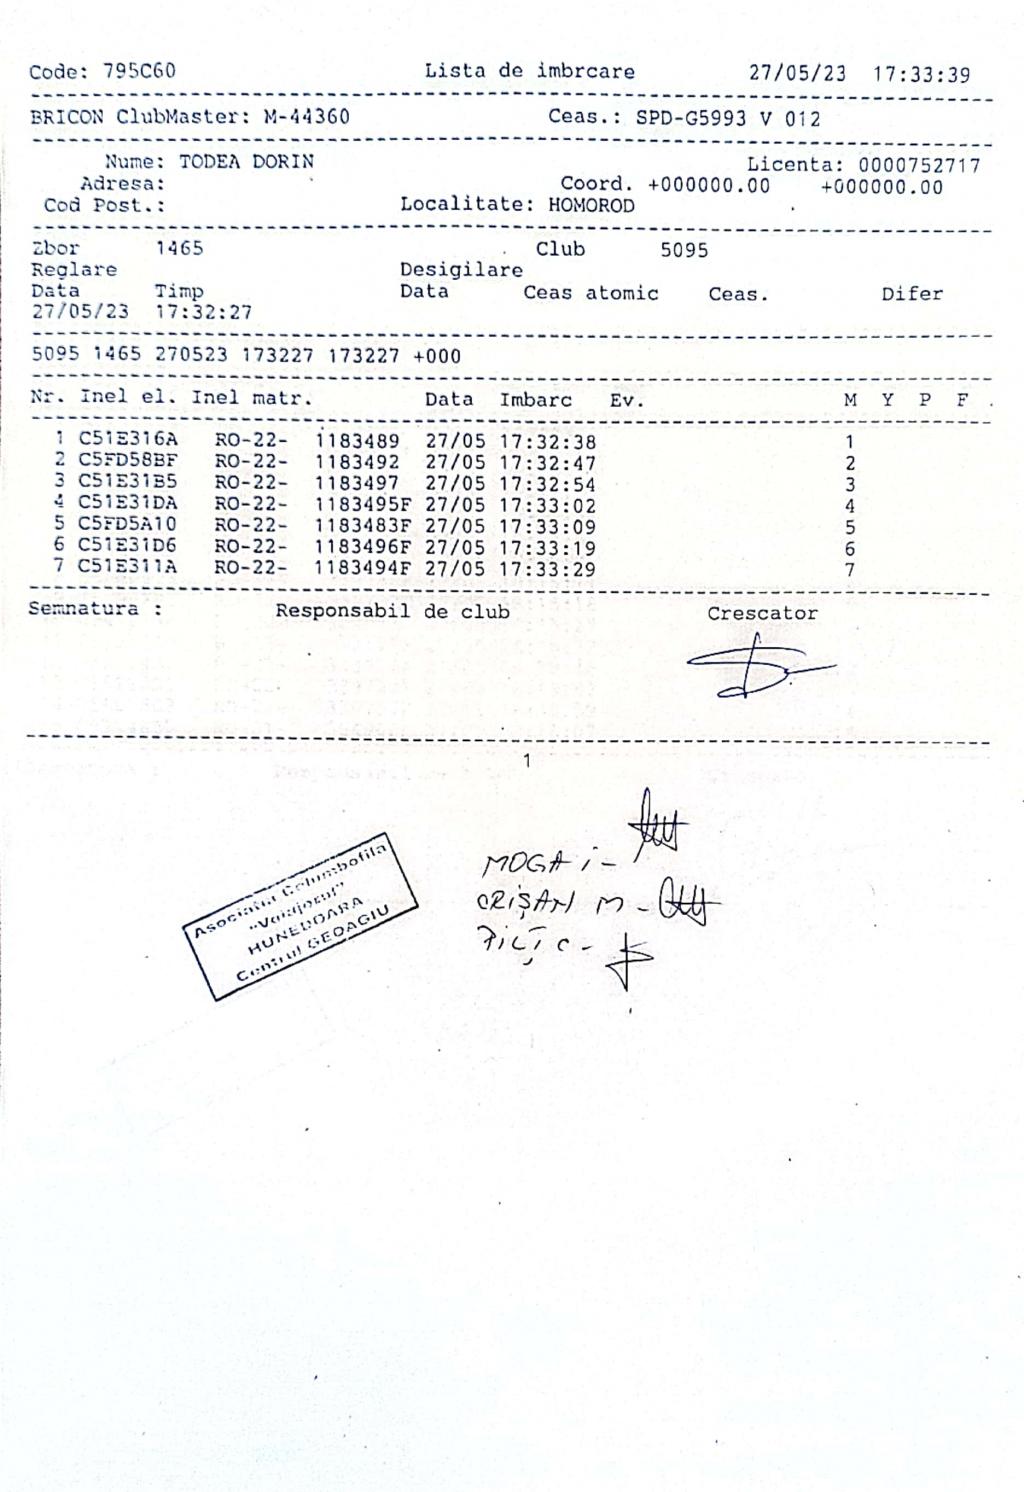 Code: 795C60 Lista de imbrcare 27/05/23 17:33:39
BRICON ClubMaster: M-44360 Ceas.: SPD-G5993 V 012
Nume: TODEA DORIN Licenta: 0000752717
Adresa: Coord. +000000.00 +000000.00
Cod Post.: Localitate: HOMOROD
Zbor 1465 Club 5095
Reglare Desigilare
Data Timp Data Ceas atomic Ceas. Difer
27/05/23 17:32:27
5095 1465 270523 173227 173227 +000
Nr. Inel el. Inel matr. Data Imbarc Ev. M Y P F .
1 C51E316A RO-22- 1183489 27/05 17:32:38 1
2 C5FD58BF RO-22- 1183492 27/05 17:32:47 2
3 C51E31B5 RO-22- 1183497 27/05 17:32:54 3
4 C51E31DA RO-22- 1183495F 27/05 17:33:02 4
5 C5FD5A10 RO-22- 1183483F 27/05 17:33:09 5
6 C51E31D6 RO-22- 1183496F 27/05 17:33:19 6
7 C51E311A RO-22- 1183494F 27/05 17:33:29 7
Semnatura : Responsabil de club Crescator
1
Asociatia Columbofila
"Voiajorul"
HUNEDOARA
Centrul GEOAGIU
MOGA i -
CRIȘAN M -